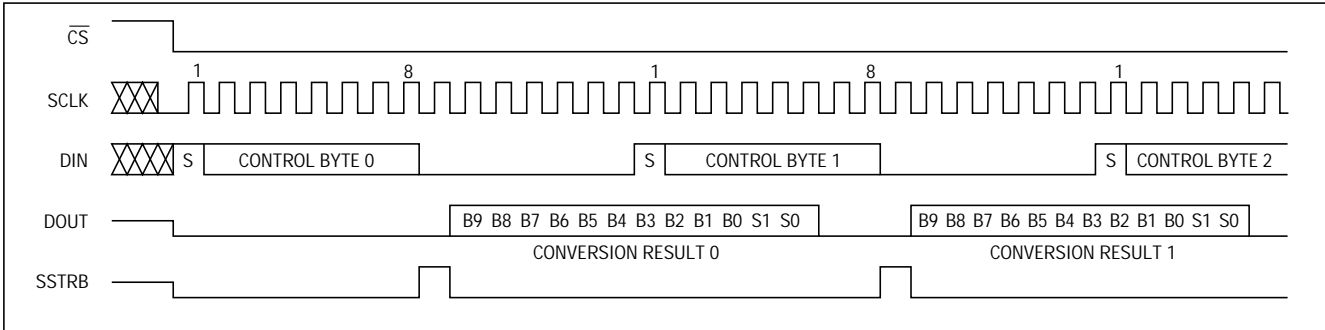 CS
1 8 1 8 1
SCLK
DIN S CONTROL BYTE 0 S CONTROL BYTE 1 S CONTROL BYTE 2
DOUT B9 B8 B7 B6 B5 B4 B3 B2 B1 B0 S1 S0 B9 B8 B7 B6 B5 B4 B3 B2 B1 B0 S1 S0
CONVERSION RESULT 0 CONVERSION RESULT 1
SSTRB